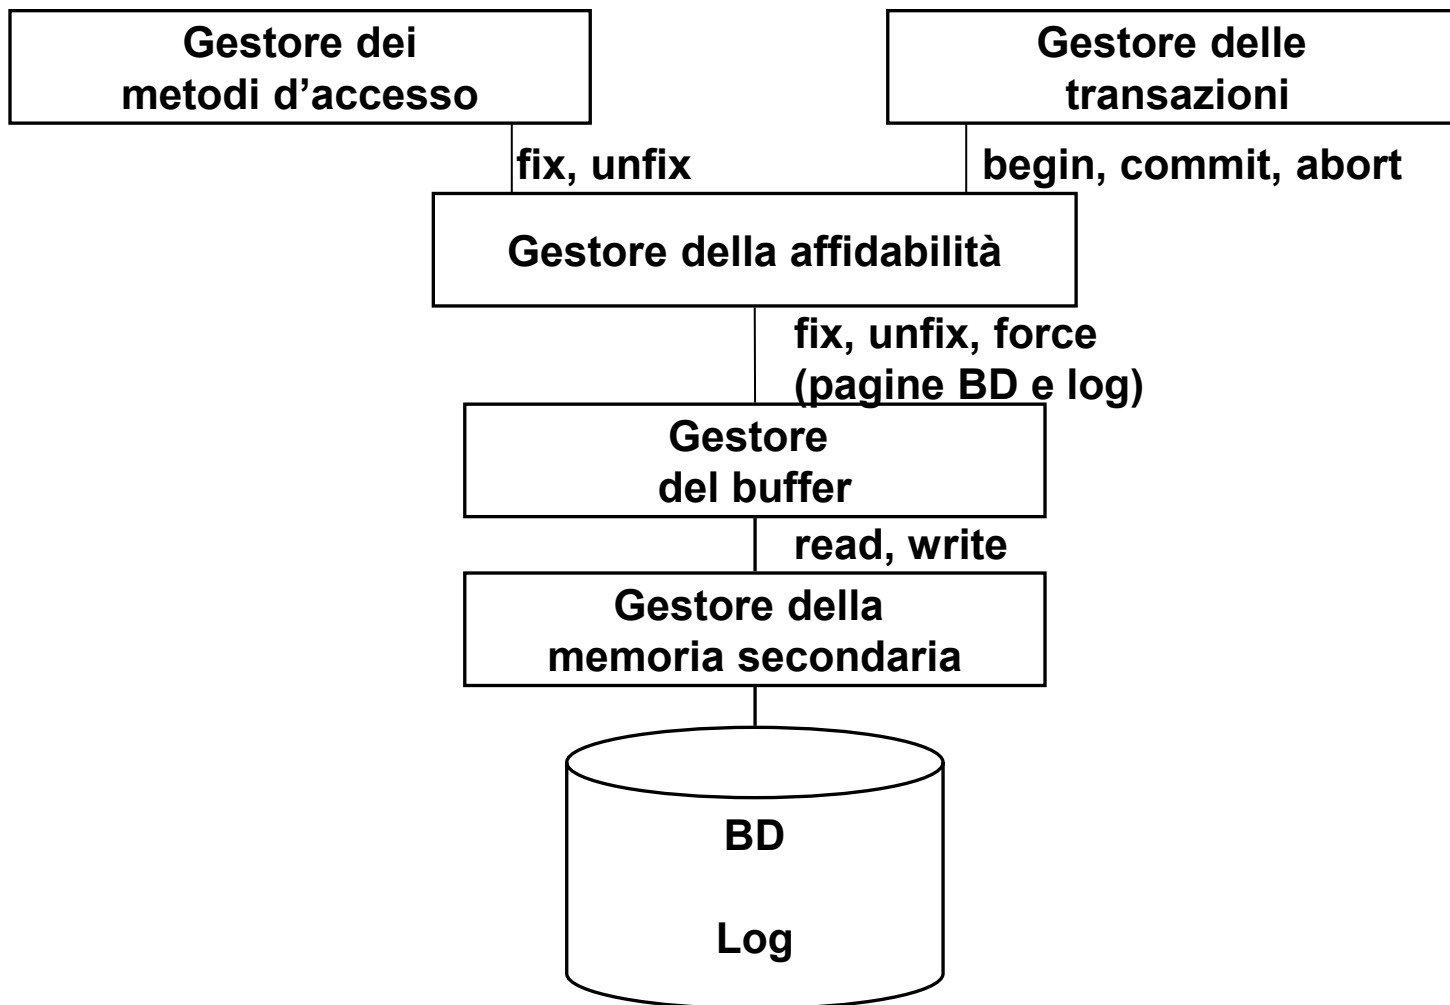 Gestore dei
metodi d’accesso
Gestore delle
transazioni
fix, unfix
begin, commit, abort
Gestore della affidabilità
fix, unfix, force
(pagine BD e log)
Gestore
del buffer
read, write
Gestore della
memoria secondaria
BD
Log